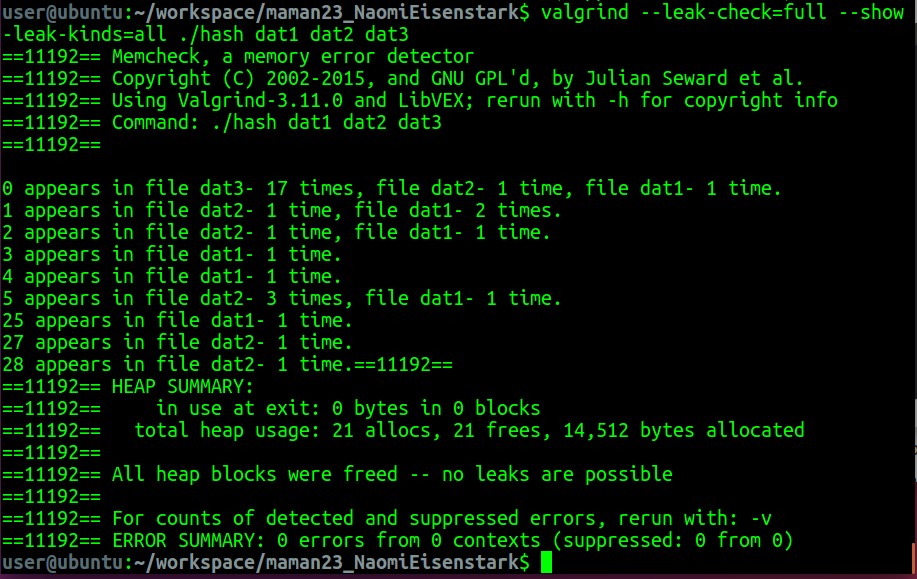 user@ubuntu:~/workspace/maman23_NaomiEisenstark$ valgrind --leak-check=full --show
-leak-kinds=all ./hash dat1 dat2 dat3
==11192== Memcheck, a memory error detector
==11192== Copyright (C) 2002-2015, and GNU GPL'd, by Julian Seward et al.
==11192== Using Valgrind-3.11.0 and LibVEX; rerun with -h for copyright info
==11192== Command: ./hash dat1 dat2 dat3
==11192==
0 appears in file dat3- 17 times, file dat2- 1 time, file dat1- 1 time.
1 appears in file dat2- 1 time, file dat1- 2 times.
2 appears in file dat2- 1 time, file dat1- 1 time.
3 appears in file dat1- 1 time.
4 appears in file dat1- 1 time.
5 appears in file dat2- 3 times, file dat1- 1 time.
25 appears in file dat1- 1 time.
27 appears in file dat2- 1 time.
28 appears in file dat2- 1 time.==11192==
==11192== HEAP SUMMARY:
==11192==     in use at exit: 0 bytes in 0 blocks
==11192==   total heap usage: 21 allocs, 21 frees, 14,512 bytes allocated
==11192==
==11192== All heap blocks were freed -- no leaks are possible
==11192==
==11192== For counts of detected and suppressed errors, rerun with: -v
==11192== ERROR SUMMARY: 0 errors from 0 contexts (suppressed: 0 from 0)
user@ubuntu:~/workspace/maman23_NaomiEisenstark$